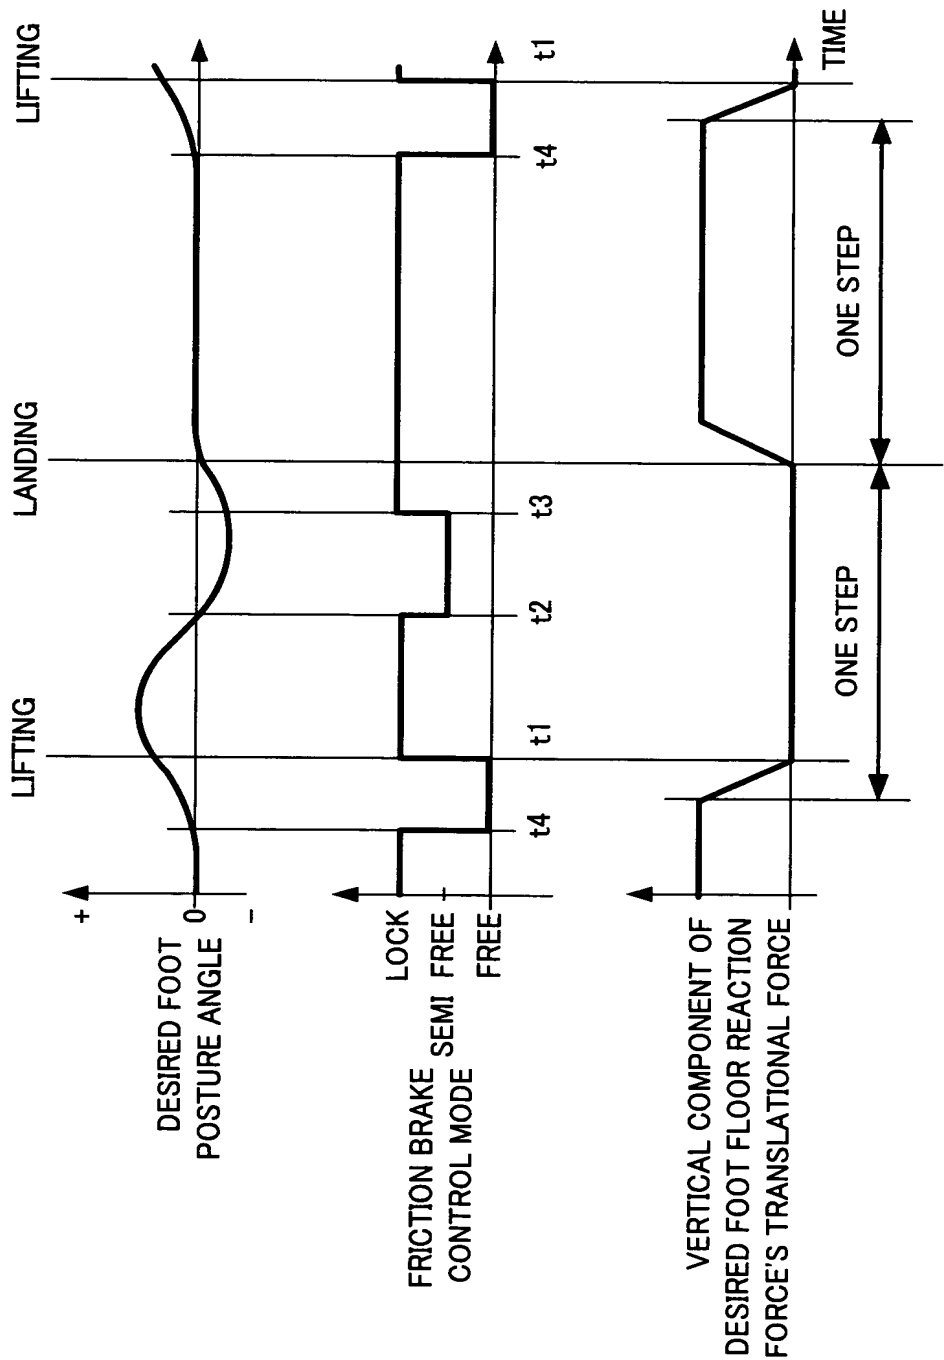 LIFTING
LANDING
LIFTING
+
0
-
DESIRED FOOT
POSTURE ANGLE
LOCK
SEMI FREE
FREE
FRICTION BRAKE
CONTROL MODE
t4
t1
t2
t3
t4
t1
VERTICAL COMPONENT OF
DESIRED FOOT FLOOR REACTION
FORCE'S TRANSLATIONAL FORCE
TIME
ONE STEP
ONE STEP